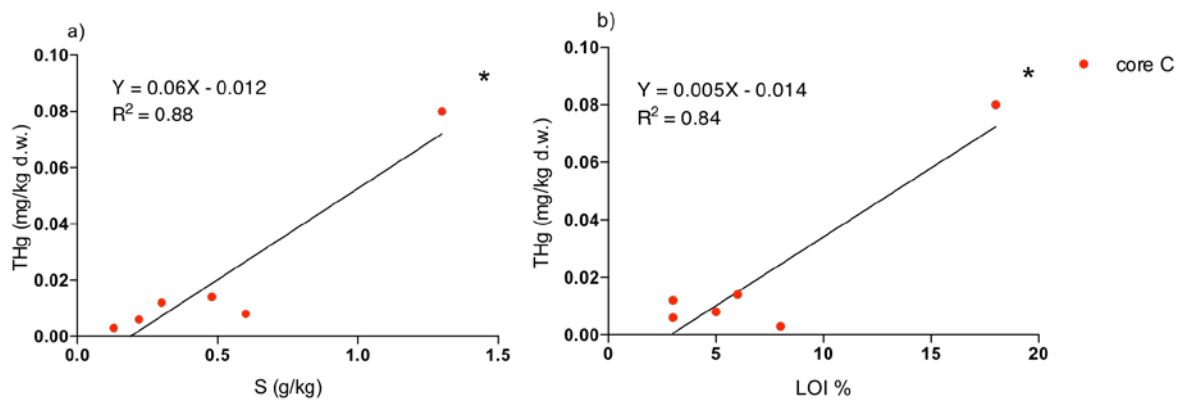 a)
Y = 0.06X - 0.012
R² = 0.88
*
THg (mg/kg d.w.)
0.10
0.08
0.06
0.04
0.02
0.00
0.0 0.5 1.0 1.5
S (g/kg)
b)
Y = 0.005X - 0.014
R² = 0.84
*
THg (mg/kg d.w.)
0.10
0.08
0.06
0.04
0.02
0.00
0 5 10 15 20
LOI %
core C